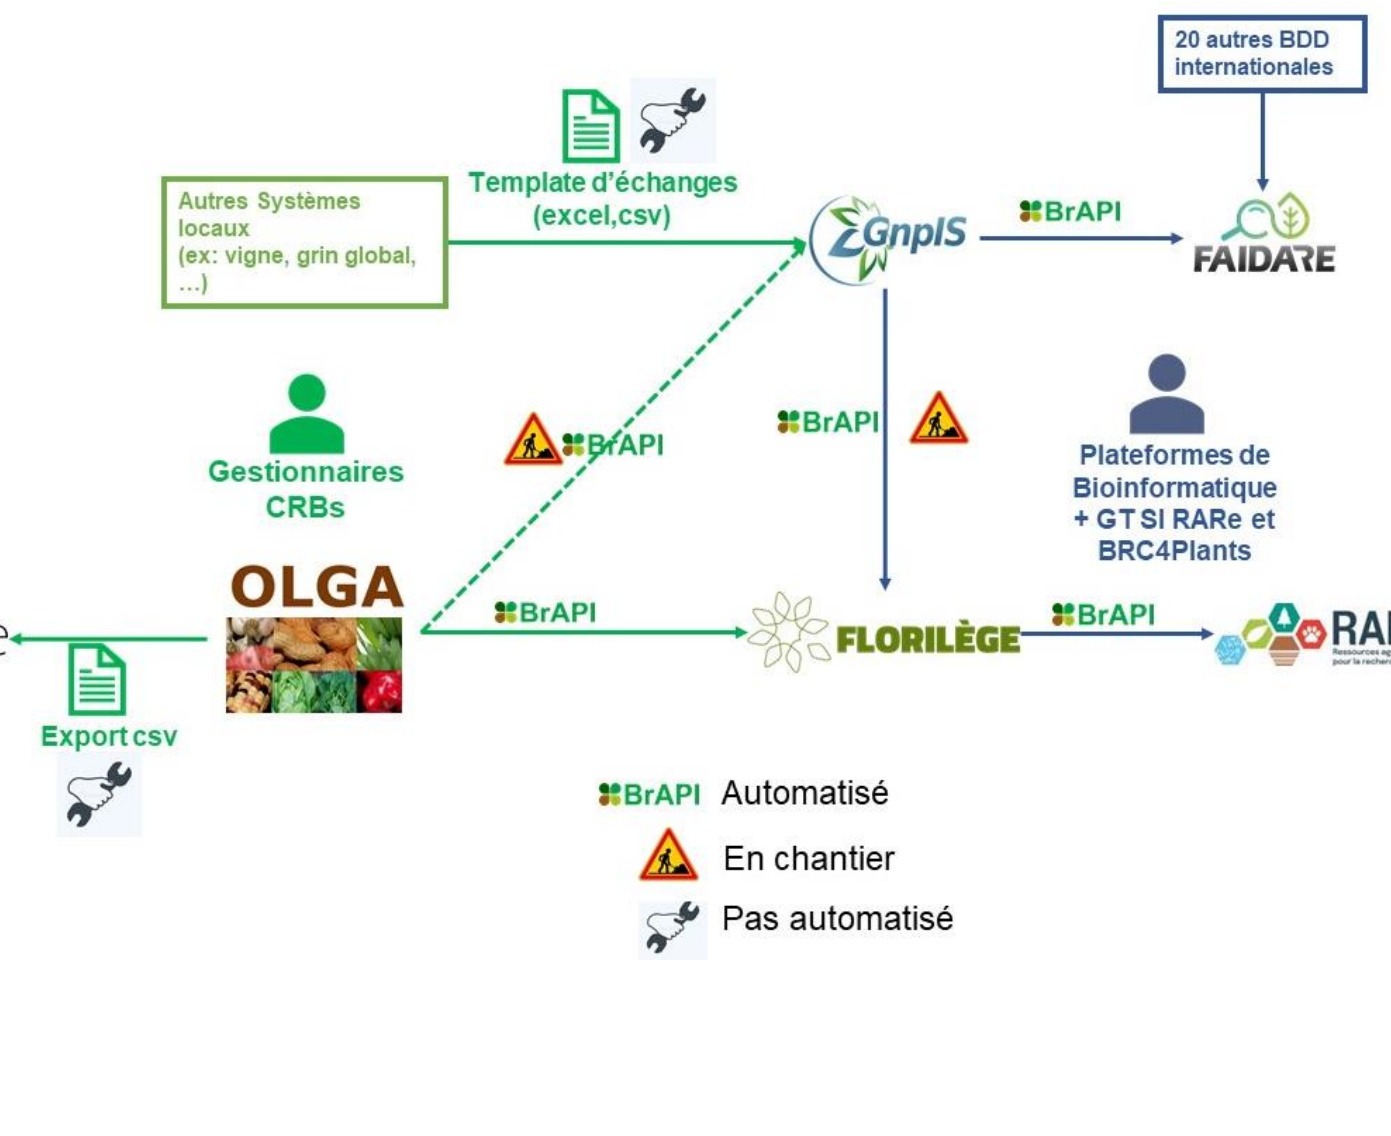 20 autres BDD
internationales
Template d'échanges
(excel,csv)
Autres Systèmes
locaux
(ex: vigne, grin global,
...)
GnpIS
BrAPI
FAIDARE
Gestionnaires
CRBs
BrAPI
BrAPI
Plateformes de
Bioinformatique
+ GT SI RARe et
BRC4Plants
OLGA
BrAPI
FLORILÈGE
BrAPI
Export csv
BrAPI Automatisé
En chantier
Pas automatisé